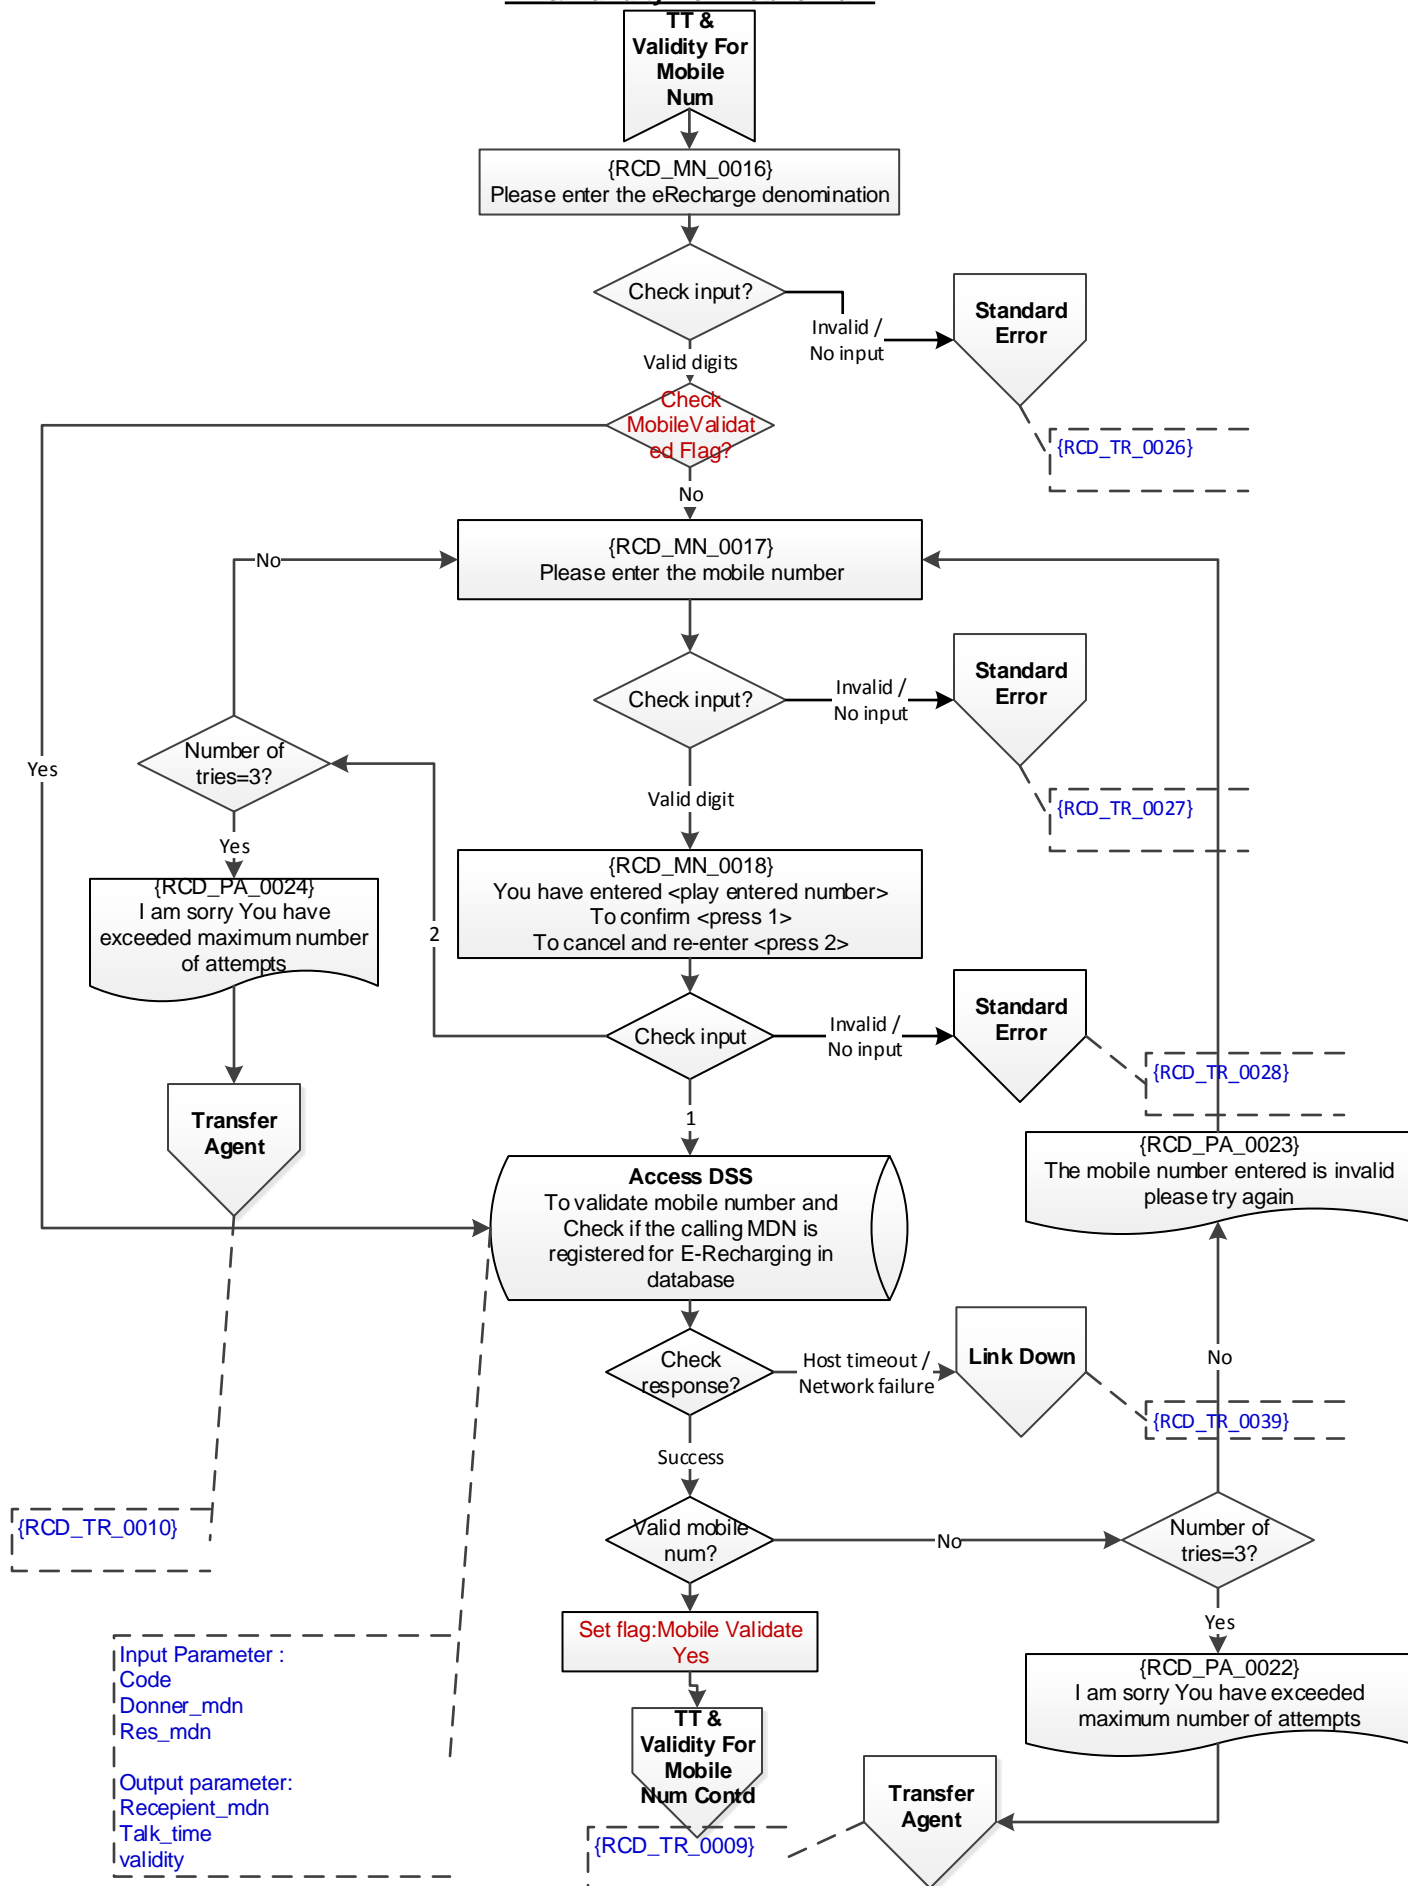 TT &
Validity For
Mobile
Num
{RCD_MN_0016}
Please enter the eRecharge denomination
Check input?
Invalid /
No input
Standard
Error
{RCD_TR_0026}
Valid digits
Check
MobileValidat
ed Flag?
No
Yes
{RCD_MN_0017}
Please enter the mobile number
No
Check input?
Invalid /
No input
Standard
Error
{RCD_TR_0027}
Number of
tries=3?
Valid digit
Yes
{RCD_PA_0024}
I am sorry You have
exceeded maximum number
of attempts
2
{RCD_MN_0018}
You have entered <play entered number>
To confirm <press 1>
To cancel and re-enter <press 2>
Check input
Invalid /
No input
Standard
Error
{RCD_TR_0028}
1
Transfer
Agent
{RCD_PA_0023}
The mobile number entered is invalid
please try again
Access DSS
To validate mobile number and
Check if the calling MDN is
registered for E-Recharging in
database
Check
response?
Host timeout /
Network failure
Link Down
No
{RCD_TR_0039}
Success
{RCD_TR_0010}
Valid mobile
num?
No
Number of
tries=3?
Yes
Set flag:Mobile Validate
Yes
{RCD_PA_0022}
I am sorry You have exceeded
maximum number of attempts
Input Parameter :
Code
Donner_mdn
Res_mdn
Output parameter:
Recepient_mdn
Talk_time
validity
TT &
Validity For
Mobile
Num Contd
Transfer
Agent
{RCD_TR_0009}